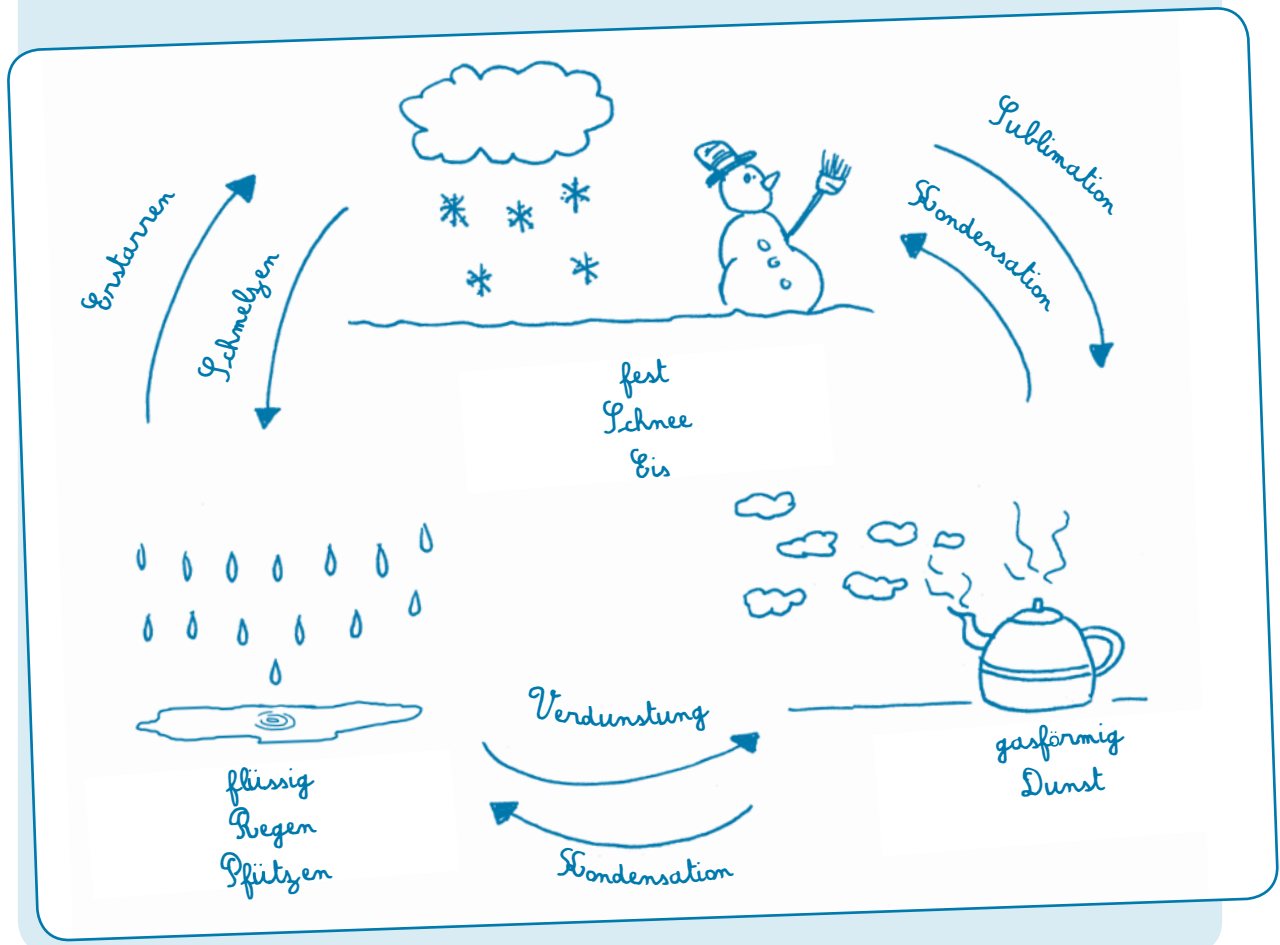 Sublimation
Kondensation
Erstarren
Schmelzen
fest
Schnee
Eis
Verdunstung
gasförmig
Dunst
flüssig
Regen
Pfützen
Kondensation